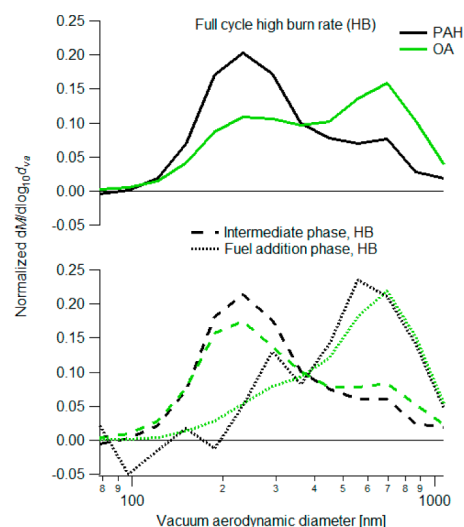 Full cycle high burn rate (HB)
PAH
OA
0.25
0.20
0.15
0.10
0.05
0.00
-0.05
Normalized dM/dlog10dva
Intermediate phase, HB
Fuel addition phase, HB
0.25
0.20
0.15
0.10
0.05
0.00
-0.05
8 9 100 2 3 4 5 6 7 8 9 1000
Vacuum aerodynamic diameter [nm]